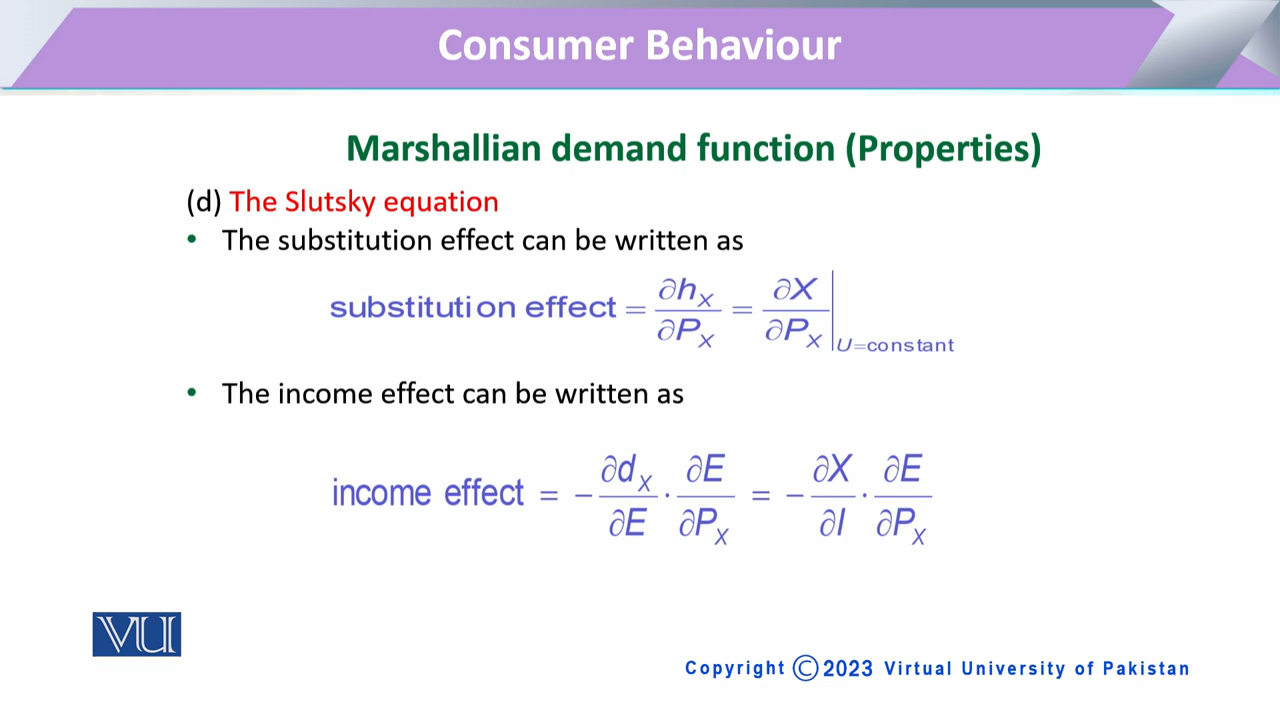 Consumer Behaviour
Marshallian demand function (Properties)
(d) The Slutsky equation
• The substitution effect can be written as
substitution effect = ∂h_X/∂P_X = ∂X/∂P_X |_U=constant
• The income effect can be written as
income effect = −∂d_X/∂E · ∂E/∂P_X = −∂X/∂I · ∂E/∂P_X
VU
Copyright ©2023 Virtual University of Pakistan